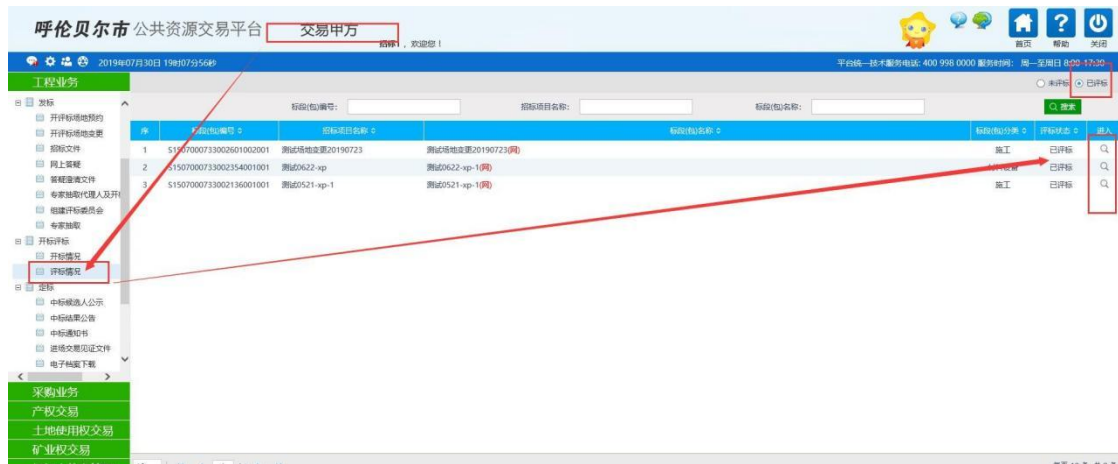 呼伦贝尔市 公共资源交易平台 交易甲方
招标1，欢迎您！
首页 帮助 关闭
2019年07月30日 19时07分56秒 平台统一技术服务电话: 400 998 0000 服务时间: 周一至周日 8:00-17:30
工程业务 未评标 已评标
发标
标段(包)编号: 招标项目名称: 标段(包)名称: 搜索
开评标场地预约
开评标场地变更
招标文件
网上答疑
答疑澄清文件
专家抽取代理人及开
组建评标委员会
专家抽取
开标评标
开标情况
评标情况
定标
中标候选人公示
中标结果公告
中标通知书
进场交易见证文件
电子档案下载
采购业务
产权交易
土地使用权交易
矿业权交易
序 标段(包)编号 招标项目名称 标段(包)名称 标段(包)分类 评标状态 进入
1 S1507000733002601002001 测试场地变更20190723 测试场地变更20190723(网) 施工 已评标
2 S1507000733002354001001 测试0622-xp 测试0622-xp-1(网) 已评标
3 S1507000733002136001001 测试0521-xp-1 测试0521-xp-1(网) 施工 已评标